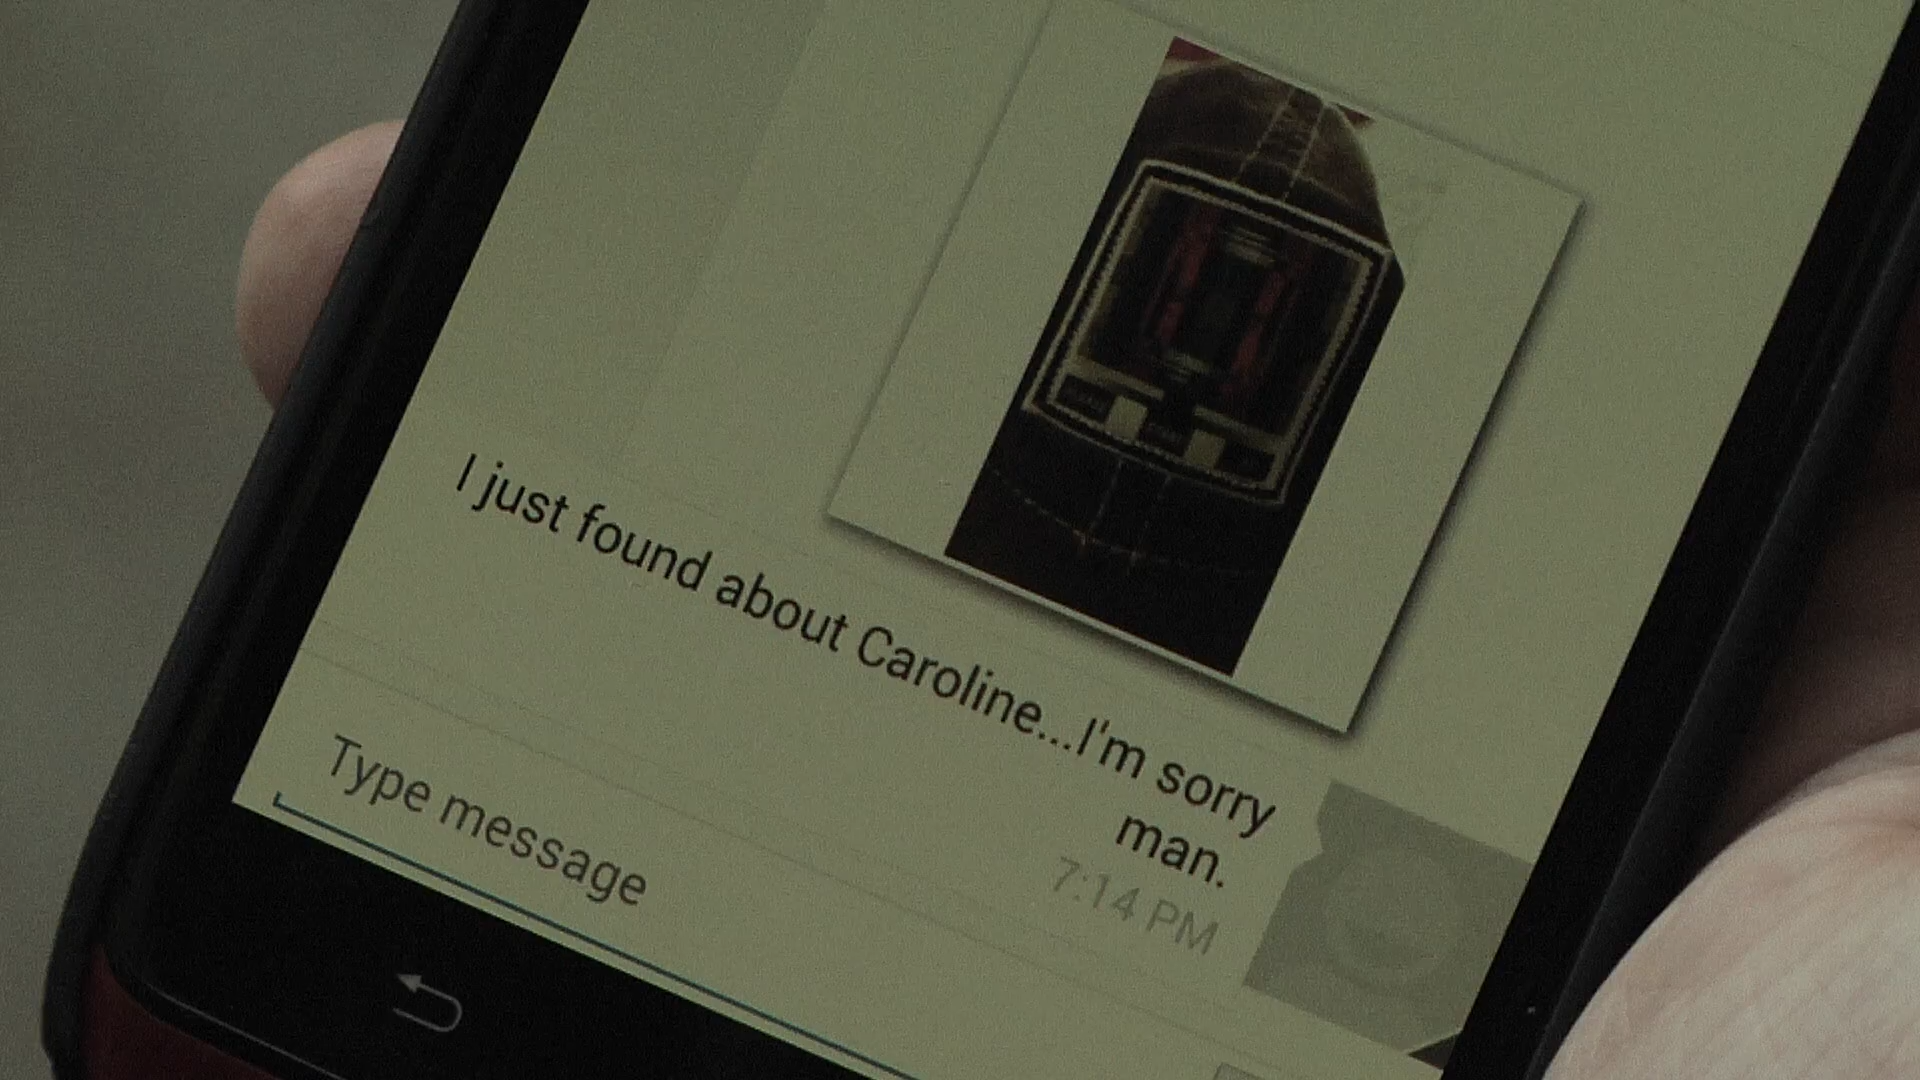 I just found about Caroline...I'm sorry
man.
7:14 PM
Type message